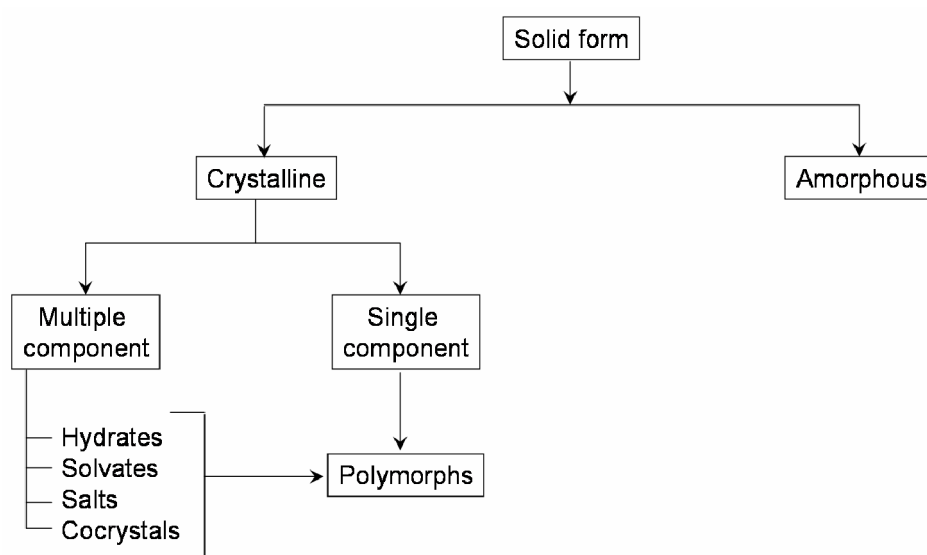 Solid form
Crystalline
Amorphous
Multiple
component
Single
component
Hydrates
Solvates
Salts
Cocrystals
Polymorphs